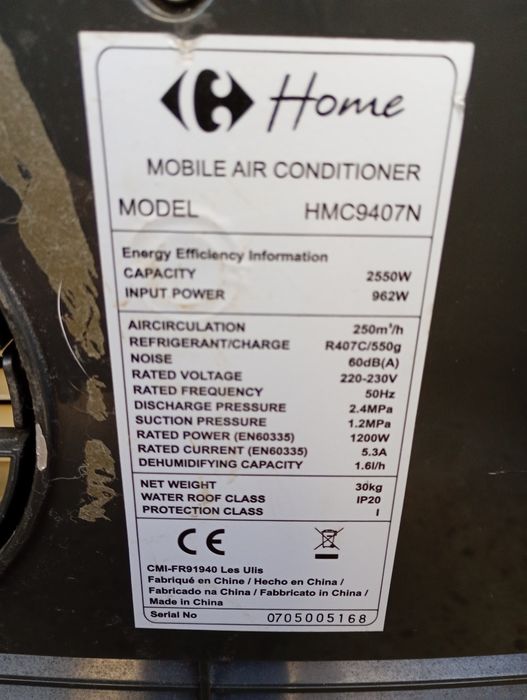 Home
MOBILE AIR CONDITIONER
MODEL HMC9407N
Energy Efficiency Information
CAPACITY 2550W
INPUT POWER 962W
AIRCIRCULATION 250m³/h
REFRIGERANT/CHARGE R407C/550g
NOISE 60dB(A)
RATED VOLTAGE 220-230V
RATED FREQUENCY 50Hz
DISCHARGE PRESSURE 2.4MPa
SUCTION PRESSURE 1.2MPa
RATED POWER (EN60335) 1200W
RATED CURRENT (EN60335) 5.3A
DEHUMIDIFYING CAPACITY 1.6l/h
NET WEIGHT 30kg
WATER ROOF CLASS IP20
PROTECTION CLASS I
CE
CMI-FR91940 Les Ulis
Fabriqué en Chine / Hecho en China /
Fabricado na China / Fabbricato in China /
Made in China
Serial No 0705005168